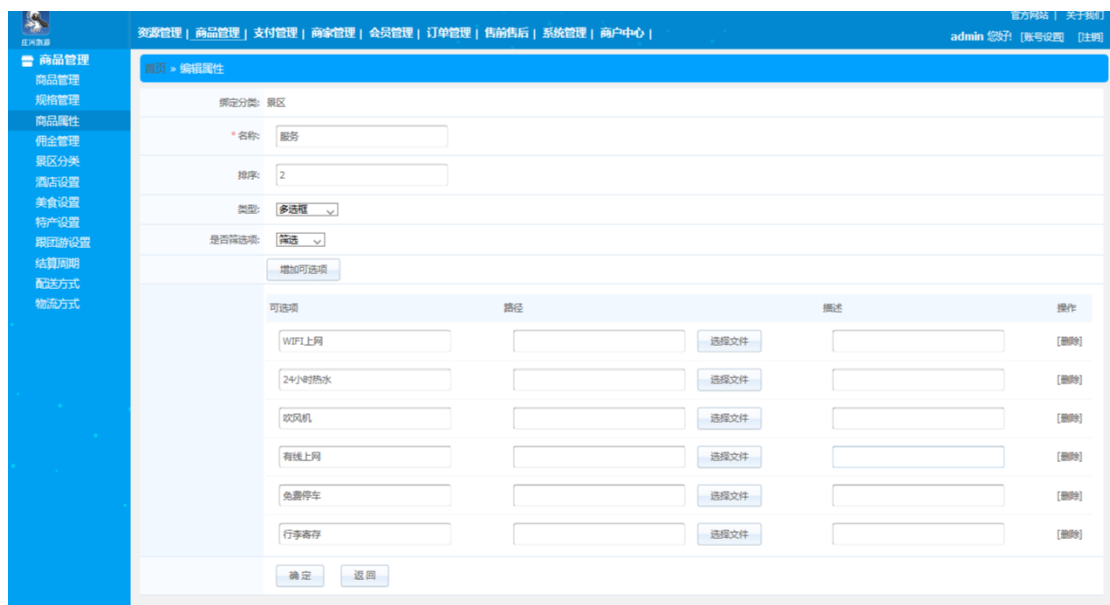 官方网站 | 关于我们
资源管理 | 商品管理 | 支付管理 | 商家管理 | 会员管理 | 订单管理 | 售前售后 | 系统管理 | 商户中心 |
admin 您好! [账号设置] [注销]
商品管理
商品管理
规格管理
商品属性
佣金管理
景区分类
酒店设置
美食设置
特产设置
跟团游设置
结算周期
配送方式
物流方式
首页 » 编辑属性
绑定分类: 景区
* 名称: 服务
排序: 2
类型: 多选框
是否筛选项: 筛选
增加可选项
可选项 路径 描述 操作
WIFI上网 选择文件 [删除]
24小时热水 选择文件 [删除]
吹风机 选择文件 [删除]
有线上网 选择文件 [删除]
免费停车 选择文件 [删除]
行李寄存 选择文件 [删除]
确定 返回